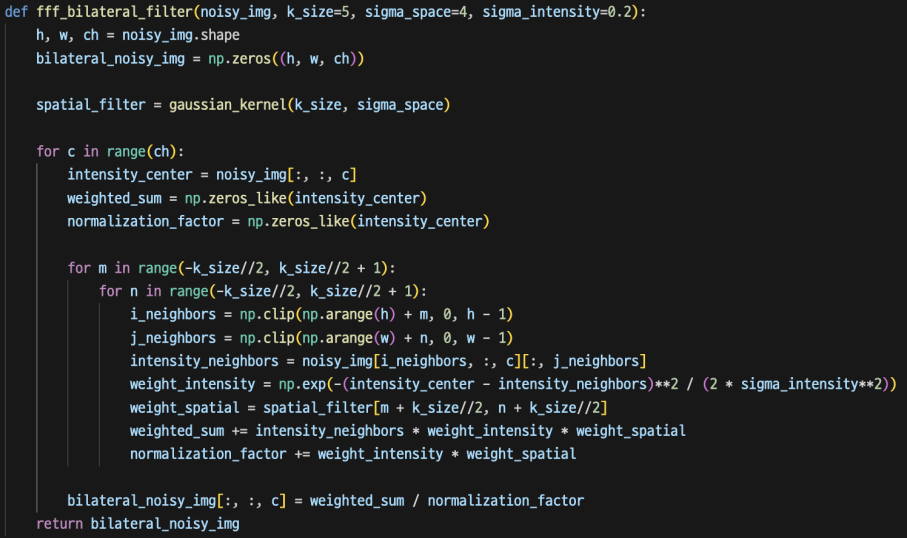 def fff_bilateral_filter(noisy_img, k_size=5, sigma_space=4, sigma_intensity=0.2):
    h, w, ch = noisy_img.shape
    bilateral_noisy_img = np.zeros((h, w, ch))

    spatial_filter = gaussian_kernel(k_size, sigma_space)

    for c in range(ch):
        intensity_center = noisy_img[:, :, c]
        weighted_sum = np.zeros_like(intensity_center)
        normalization_factor = np.zeros_like(intensity_center)

        for m in range(-k_size//2, k_size//2 + 1):
            for n in range(-k_size//2, k_size//2 + 1):
                i_neighbors = np.clip(np.arange(h) + m, 0, h - 1)
                j_neighbors = np.clip(np.arange(w) + n, 0, w - 1)
                intensity_neighbors = noisy_img[i_neighbors, :, c][:, j_neighbors]
                weight_intensity = np.exp(-(intensity_center - intensity_neighbors)**2 / (2 * sigma_intensity**2))
                weight_spatial = spatial_filter[m + k_size//2, n + k_size//2]
                weighted_sum += intensity_neighbors * weight_intensity * weight_spatial
                normalization_factor += weight_intensity * weight_spatial

        bilateral_noisy_img[:, :, c] = weighted_sum / normalization_factor
    return bilateral_noisy_img